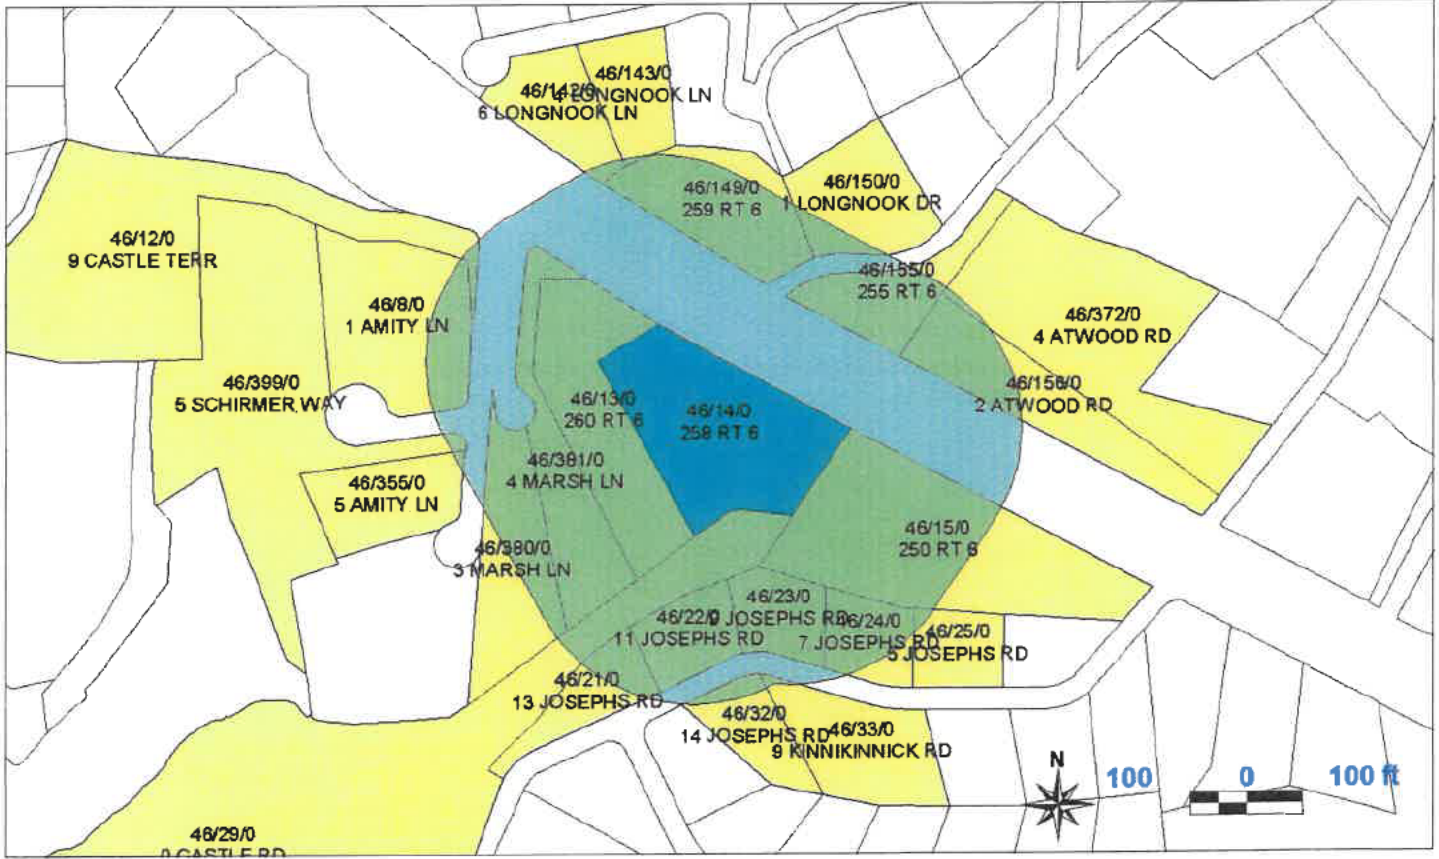 46/143/0
4 LONGNOOK LN
46/142/0
6 LONGNOOK LN
46/149/0
259 RT 6
46/150/0
1 LONGNOOK DR
46/12/0
9 CASTLE TERR
46/155/0
255 RT 6
46/8/0
1 AMITY LN
46/372/0
4 ATWOOD RD
46/399/0
5 SCHIRMER WAY
46/13/0
260 RT 6
46/14/0
258 RT 6
46/156/0
2 ATWOOD RD
46/381/0
4 MARSH LN
46/355/0
5 AMITY LN
46/15/0
250 RT 6
46/380/0
3 MARSH LN
46/23/0
9 JOSEPHS RD
46/22/0
11 JOSEPHS RD
46/24/0
7 JOSEPHS RD
46/25/0
5 JOSEPHS RD
46/21/0
13 JOSEPHS RD
46/32/0
14 JOSEPHS RD
46/33/0
9 KINNIKINNICK RD
N
100 0 100 ft
46/29/0
0 CASTLE RD